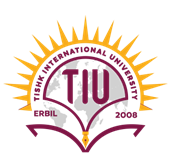 TISHK INTERNATIONAL UNIVERSITY
TIU
ERBIL 2008